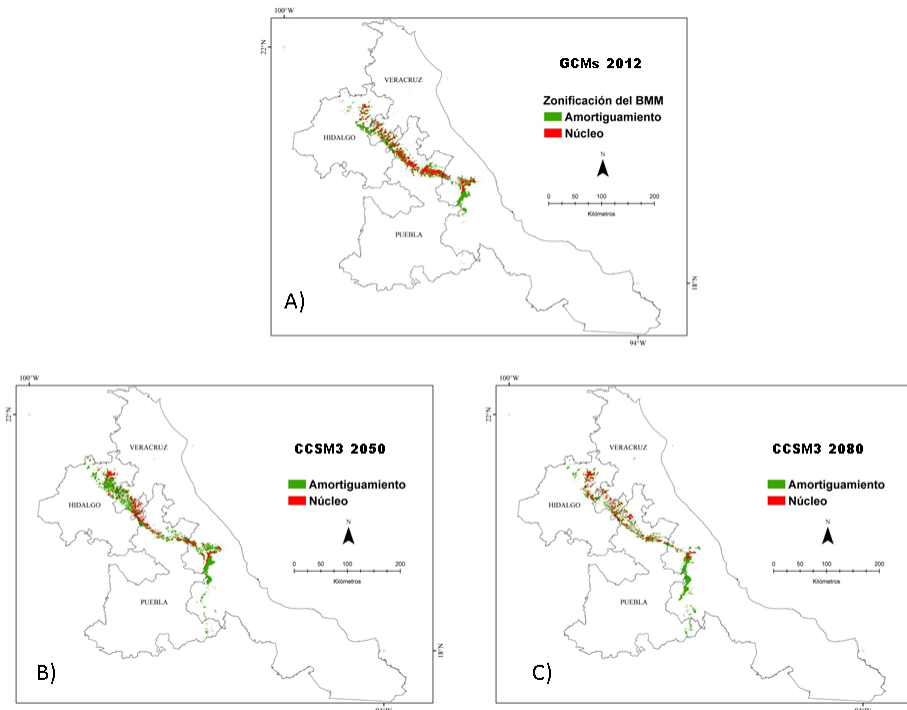 100°W
22°N
GCMs 2012
VERACRUZ
Zonificación del BMM
Amortiguamiento
Núcleo
HIDALGO
N
0 50 100 200
Kilómetros
PUEBLA
18°N
A)
94°W
100°W
22°N
VERACRUZ
CCSM3 2050
Amortiguamiento
Núcleo
HIDALGO
N
0 50 100 200
Kilómetros
PUEBLA
18°N
B)
100°W
22°N
VERACRUZ
CCSM3 2080
Amortiguamiento
Núcleo
HIDALGO
N
0 50 100 200
Kilómetros
PUEBLA
18°N
C)